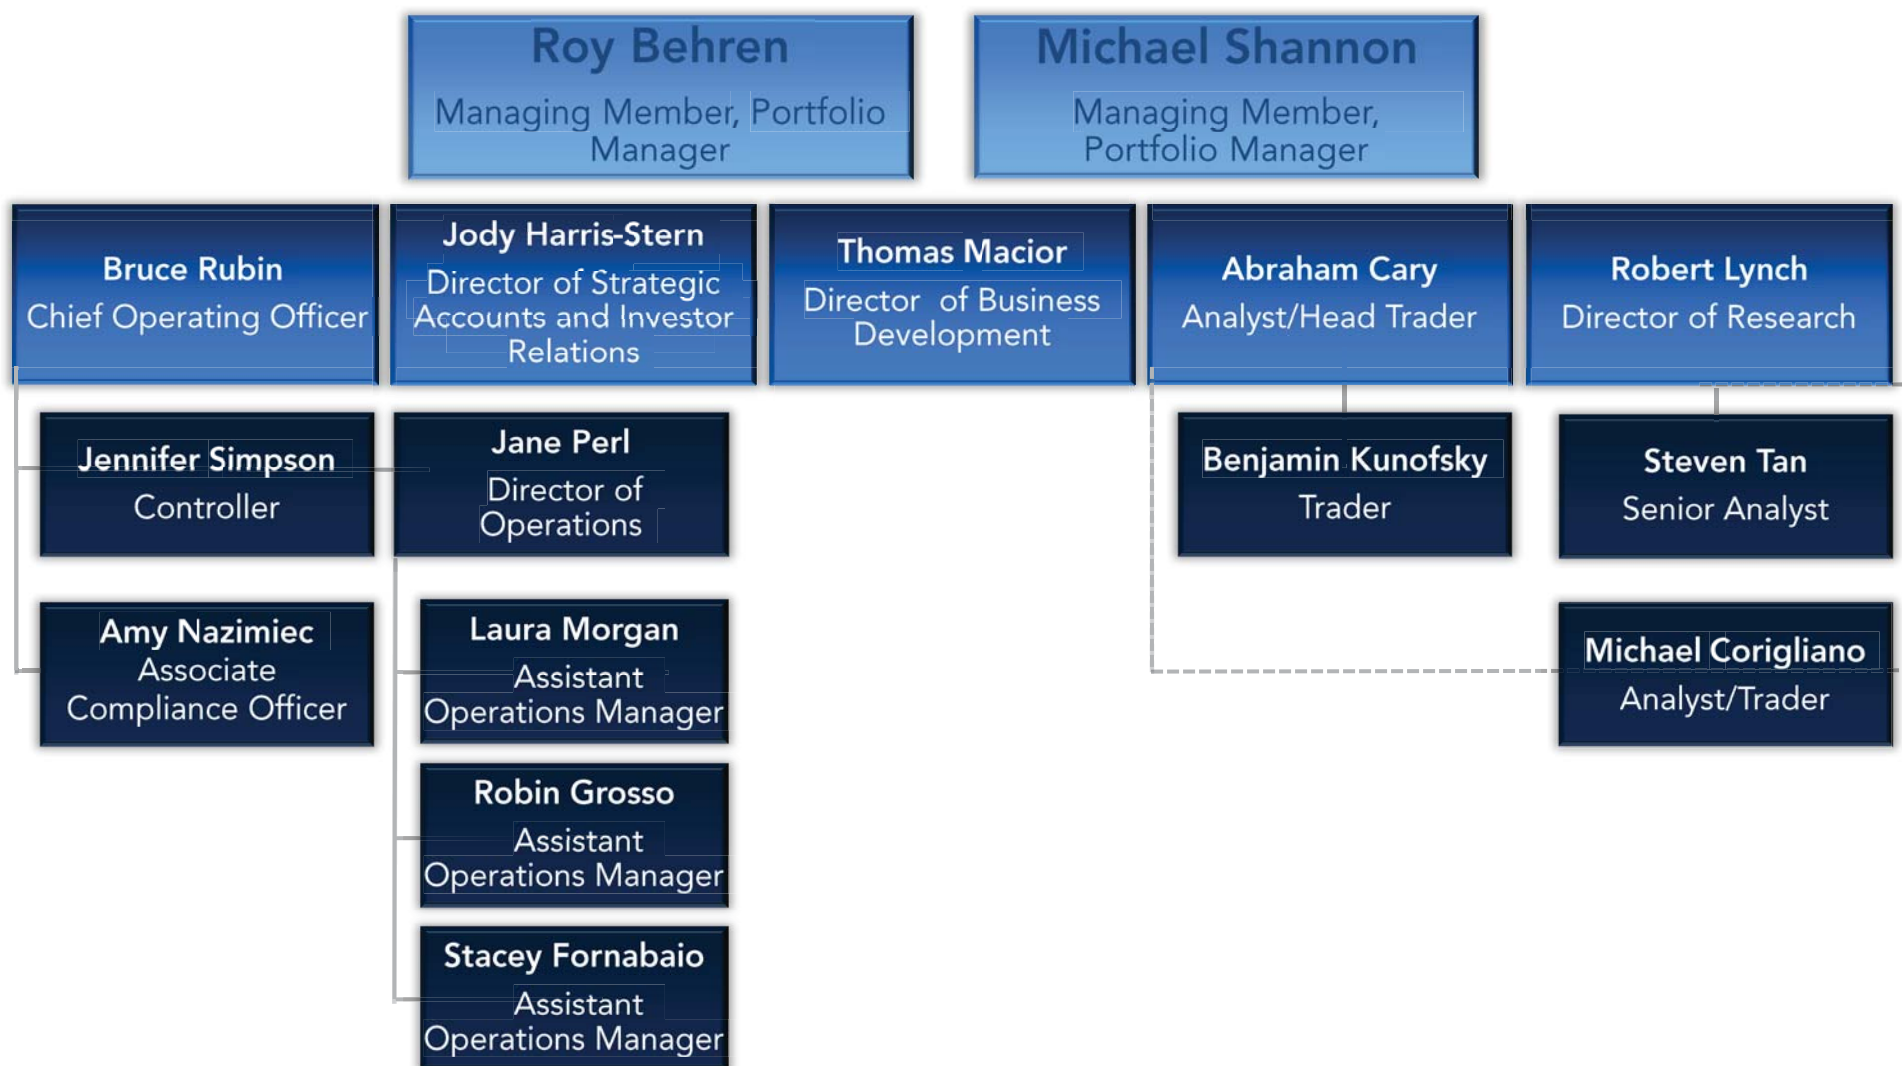 Roy Behren
Managing Member, Portfolio
Manager
Michael Shannon
Managing Member,
Portfolio Manager
Bruce Rubin
Chief Operating Officer
Jody Harris-Stern
Director of Strategic
Accounts and Investor
Relations
Thomas Macior
Director of Business
Development
Abraham Cary
Analyst/Head Trader
Robert Lynch
Director of Research
Jennifer Simpson
Controller
Jane Perl
Director of
Operations
Benjamin Kunofsky
Trader
Steven Tan
Senior Analyst
Amy Nazimiec
Associate
Compliance Officer
Laura Morgan
Assistant
Operations Manager
Michael Corigliano
Analyst/Trader
Robin Grosso
Assistant
Operations Manager
Stacey Fornabaio
Assistant
Operations Manager